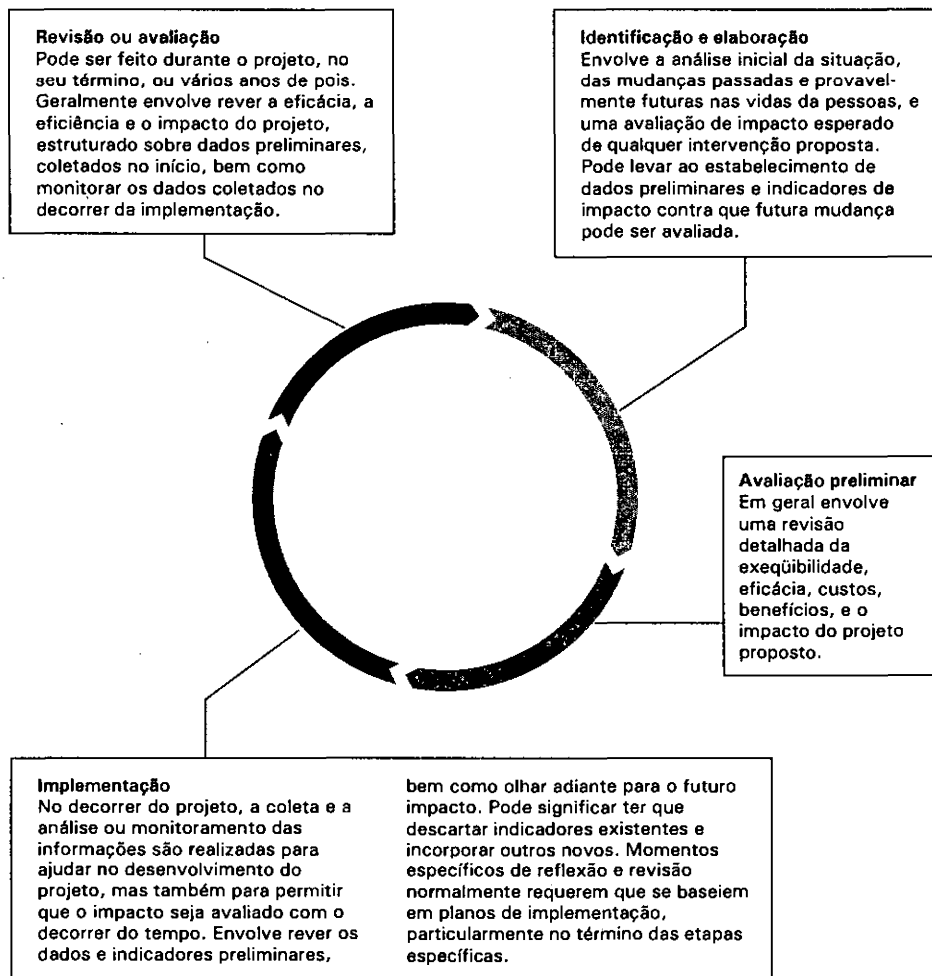 Revisão ou avaliação
Pode ser feito durante o projeto, no
seu término, ou vários anos de pois.
Geralmente envolve rever a eficácia, a
eficiência e o impacto do projeto,
estruturado sobre dados preliminares,
coletados no início, bem como
monitorar os dados coletados no
decorrer da implementação.
Identificação e elaboração
Envolve a análise inicial da situação,
das mudanças passadas e provavel-
mente futuras nas vidas da pessoas, e
uma avaliação de impacto esperado
de qualquer intervenção proposta.
Pode levar ao estabelecimento de
dados preliminares e indicadores de
impacto contra que futura mudança
pode ser avaliada.
Avaliação preliminar
Em geral envolve
uma revisão
detalhada da
exeqüibilidade,
eficácia, custos,
benefícios, e o
impacto do projeto
proposto.
Implementação
No decorrer do projeto, a coleta e a
análise ou monitoramento das
informações são realizadas para
ajudar no desenvolvimento do
projeto, mas também para permitir
que o impacto seja avaliado com o
decorrer do tempo. Envolve rever os
dados e indicadores preliminares,
bem como olhar adiante para o futuro
impacto. Pode significar ter que
descartar indicadores existentes e
incorporar outros novos. Momentos
específicos de reflexão e revisão
normalmente requerem que se baseiem
em planos de implementação,
particularmente no término das etapas
específicas.